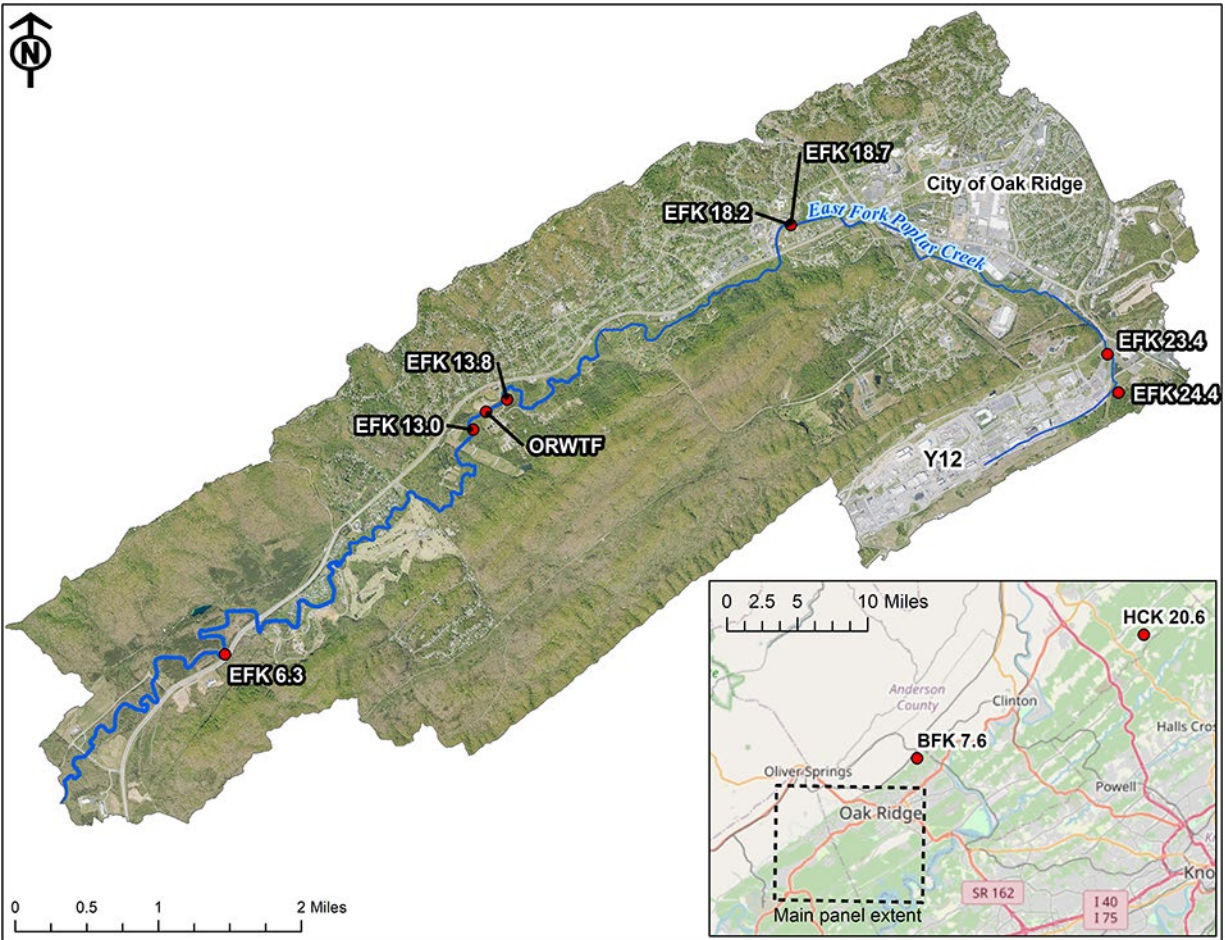 N
EFK 18.7
City of Oak Ridge
EFK 18.2
East Fork Poplar Creek
EFK 23.4
EFK 13.8
EFK 24.4
EFK 13.0
ORWTF
Y12
EFK 6.3
0 0.5 1 2 Miles
0 2.5 5 10 Miles
HCK 20.6
Anderson
County
Clinton
Halls Cros
BFK 7.6
Oliver Springs
Powell
Oak Ridge
Kno
SR 162
I 40
I 75
Main panel extent